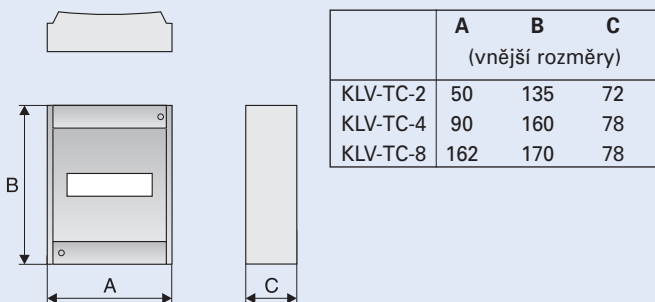 A B C
(vnější rozměry)
KLV-TC-2 50 135 72
KLV-TC-4 90 160 78
KLV-TC-8 162 170 78
B
A
C